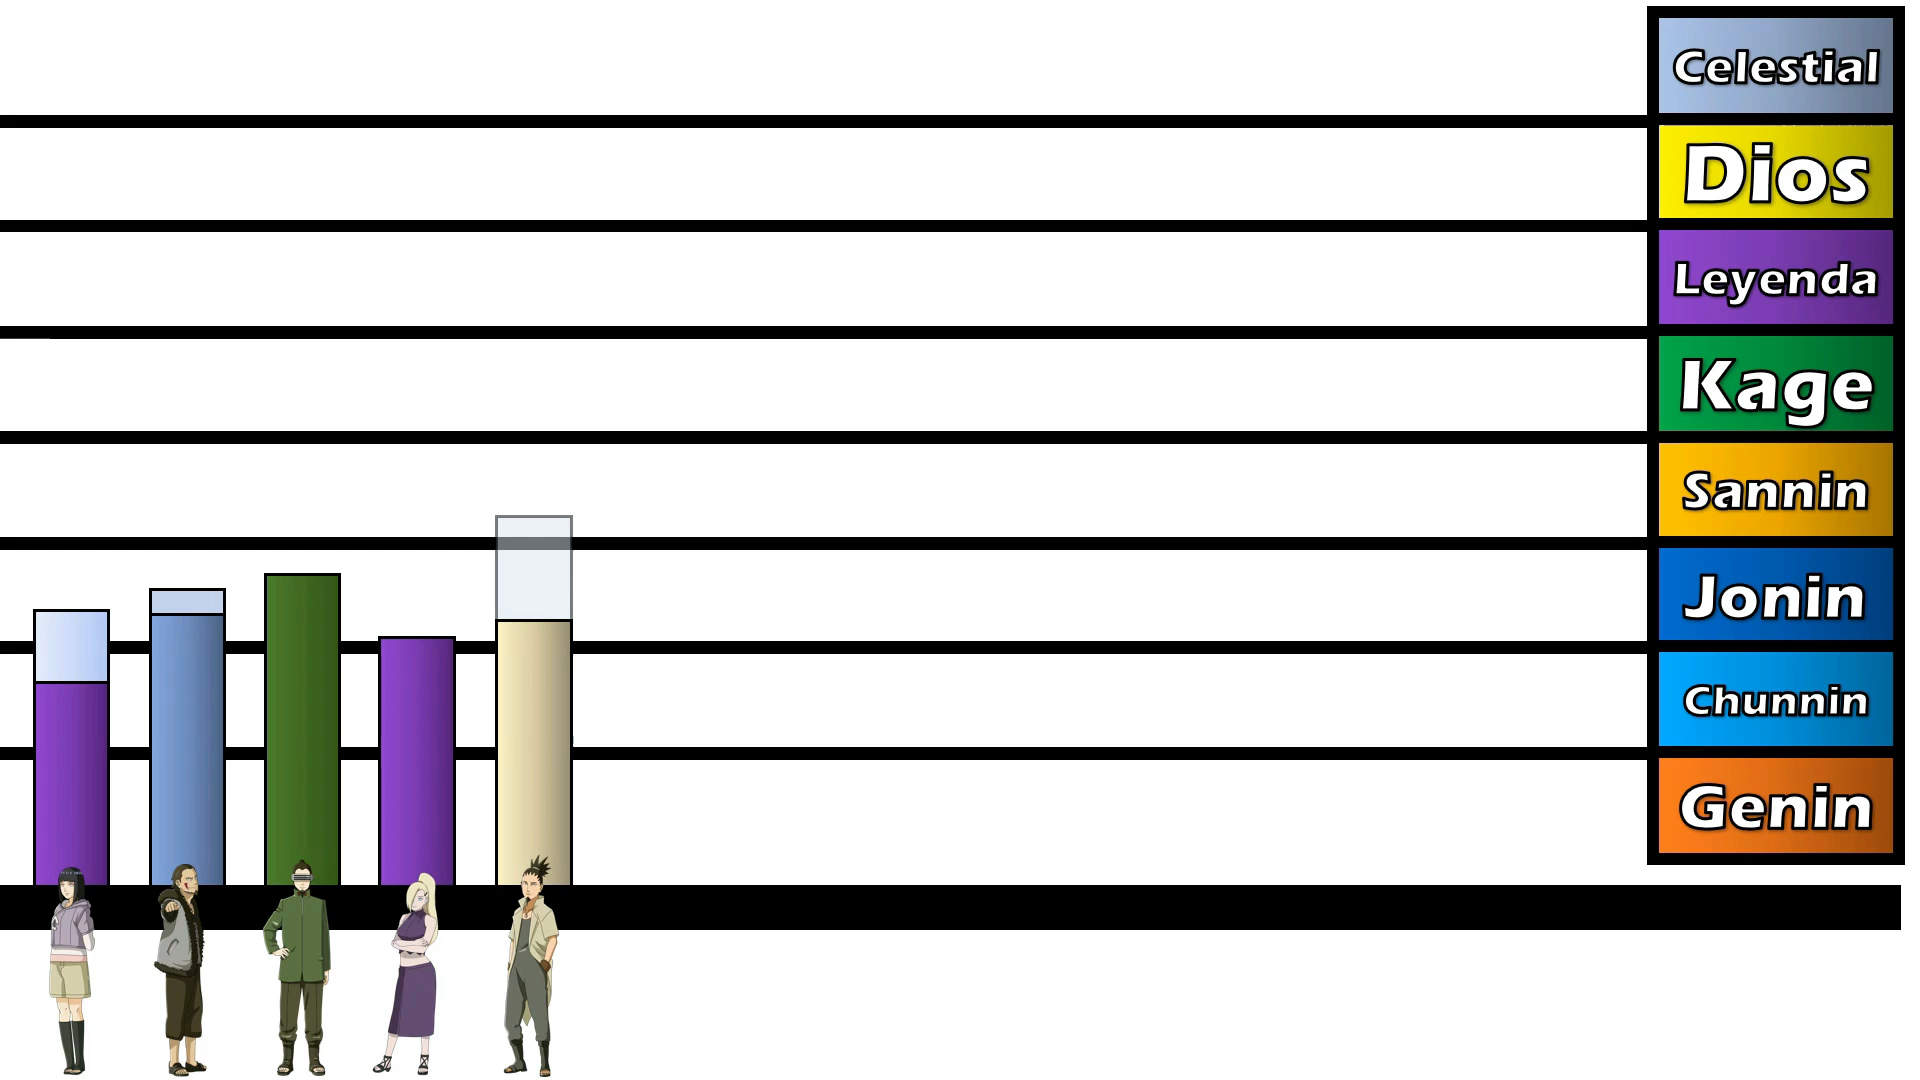 Celestial
Dios
Leyenda
Kage
Sannin
Jonin
Chunnin
Genin